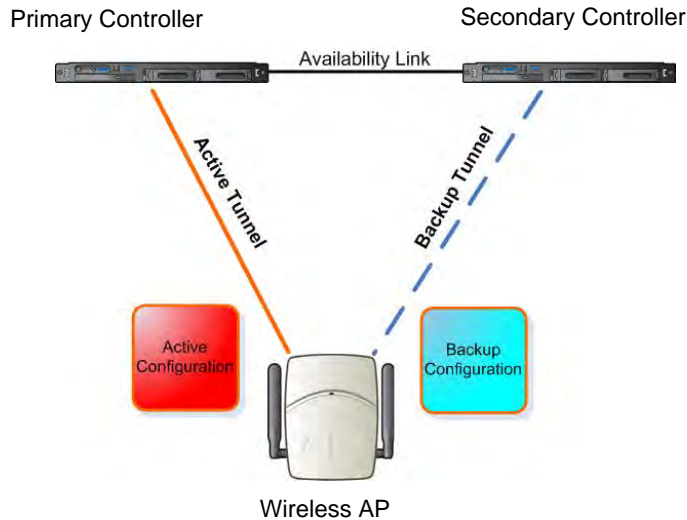 Primary Controller
Secondary Controller
Availability Link
Active Tunnel
Backup Tunnel
Active
Configuration
Backup
Configuration
Wireless AP